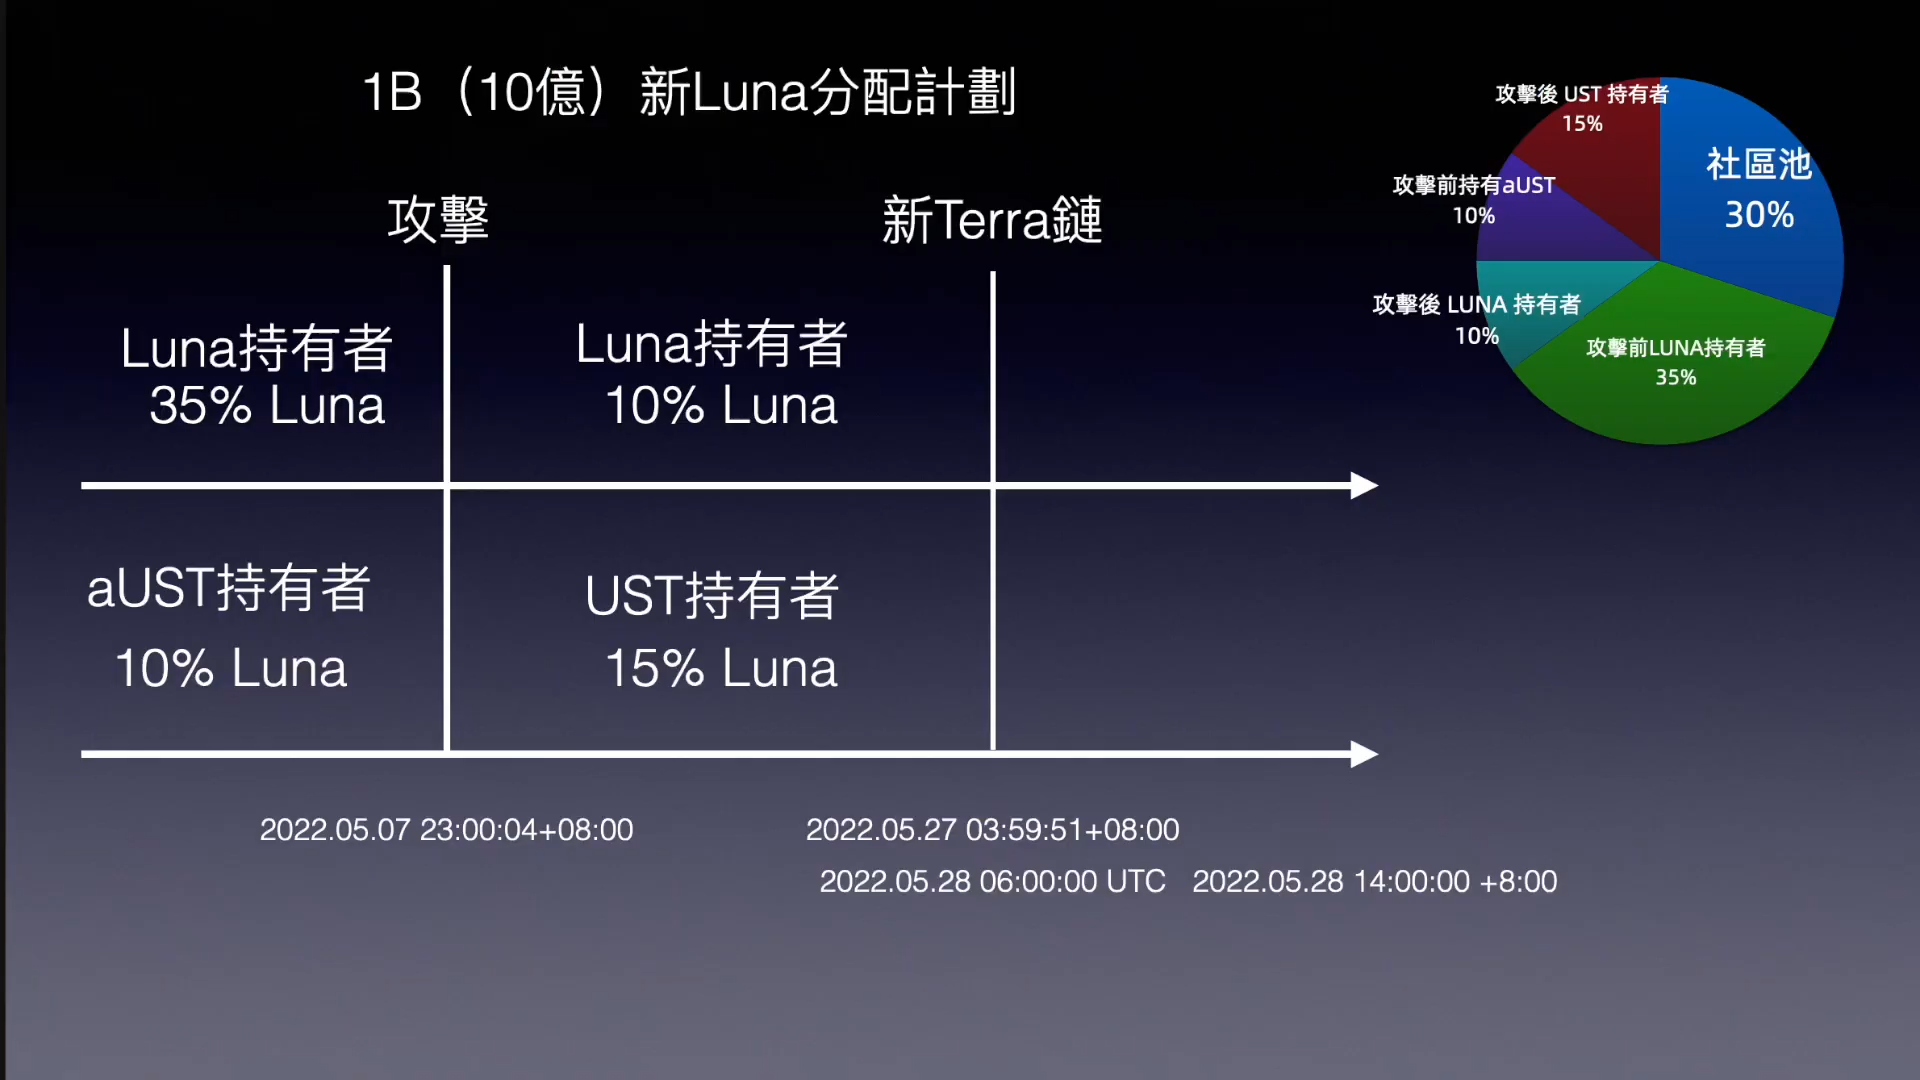 1B（10億）新Luna分配計劃
攻擊
新Terra鏈
Luna持有者
35% Luna
Luna持有者
10% Luna
aUST持有者
10% Luna
UST持有者
15% Luna
2022.05.07 23:00:04+08:00
2022.05.27 03:59:51+08:00
2022.05.28 06:00:00 UTC
2022.05.28 14:00:00 +8:00
攻擊後 UST 持有者
15%
社區池
30%
攻擊前持有aUST
10%
攻擊後 LUNA 持有者
10%
攻擊前LUNA持有者
35%